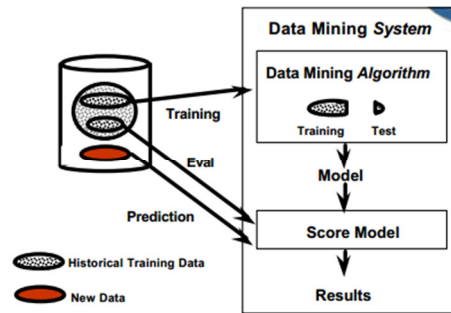 Data Mining System
Data Mining Algorithm
Training
Training Test
Eval
Model
Prediction
Score Model
Historical Training Data
New Data
Results